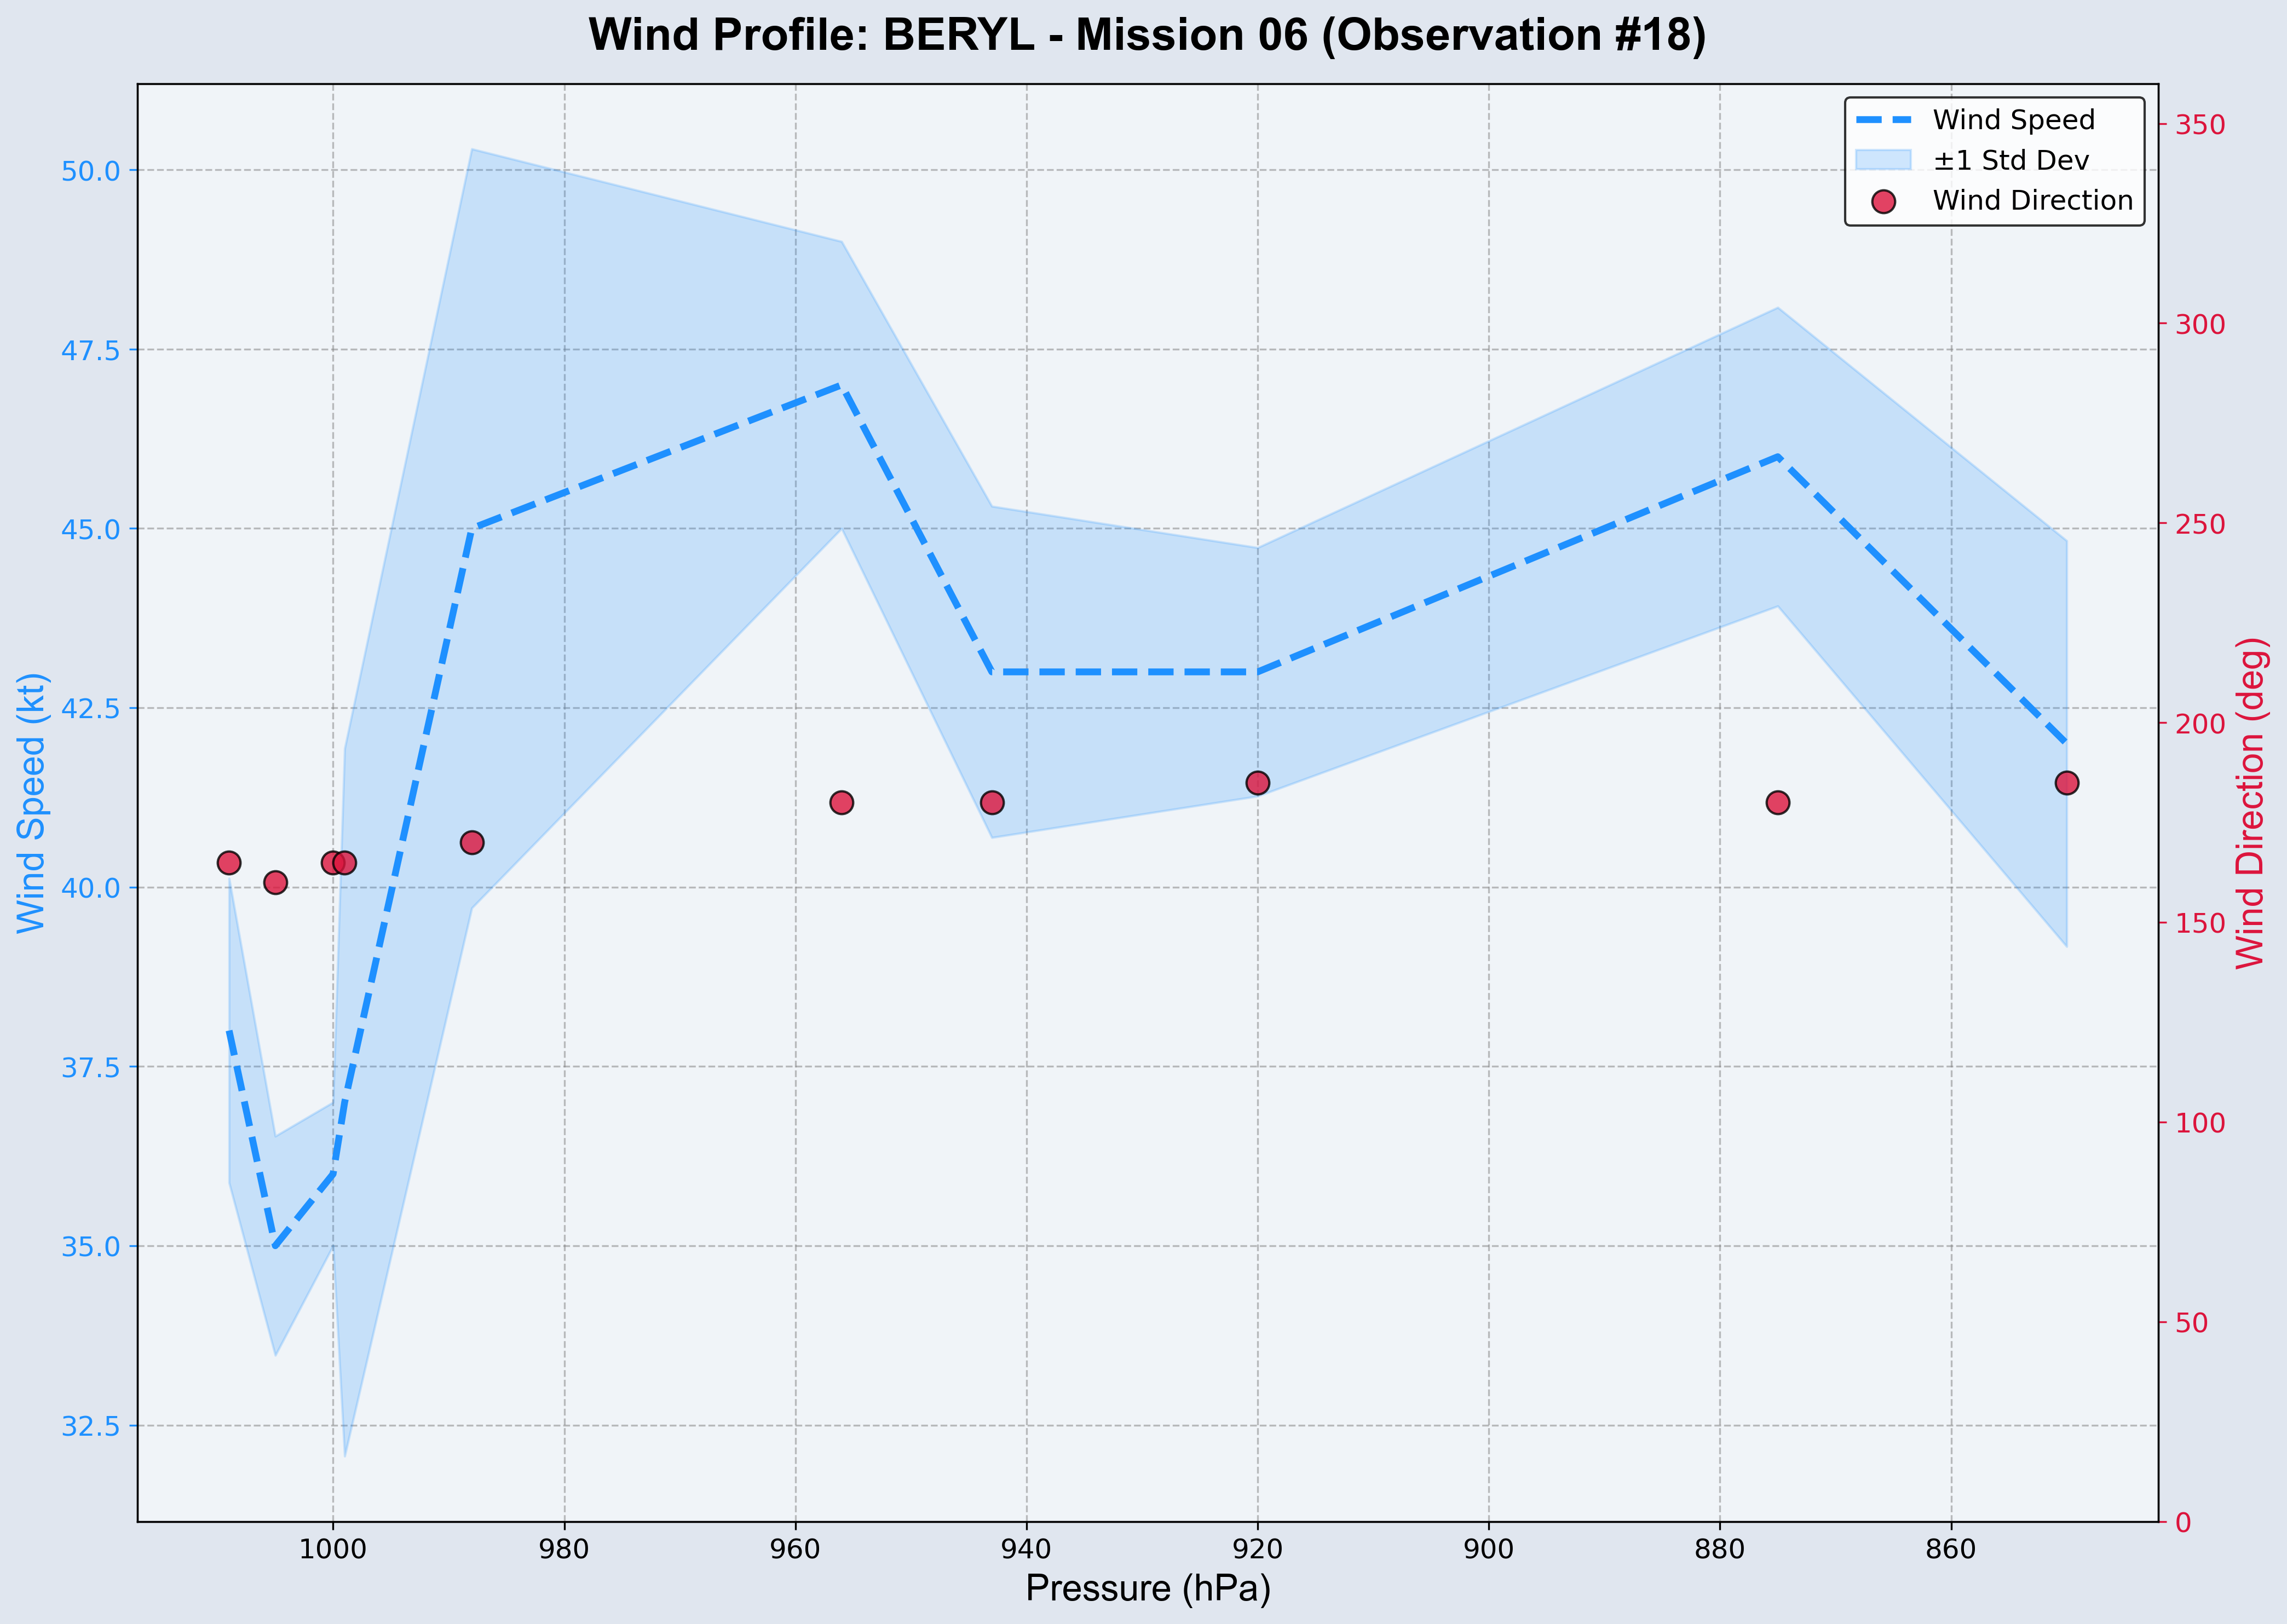 Wind Profile: BERYL - Mission 06 (Observation #18)
Wind Speed
±1 Std Dev
Wind Direction
50.0
47.5
45.0
42.5
40.0
37.5
35.0
32.5
Wind Speed (kt)
350
300
250
200
150
100
50
0
Wind Direction (deg)
1000 980 960 940 920 900 880 860
Pressure (hPa)